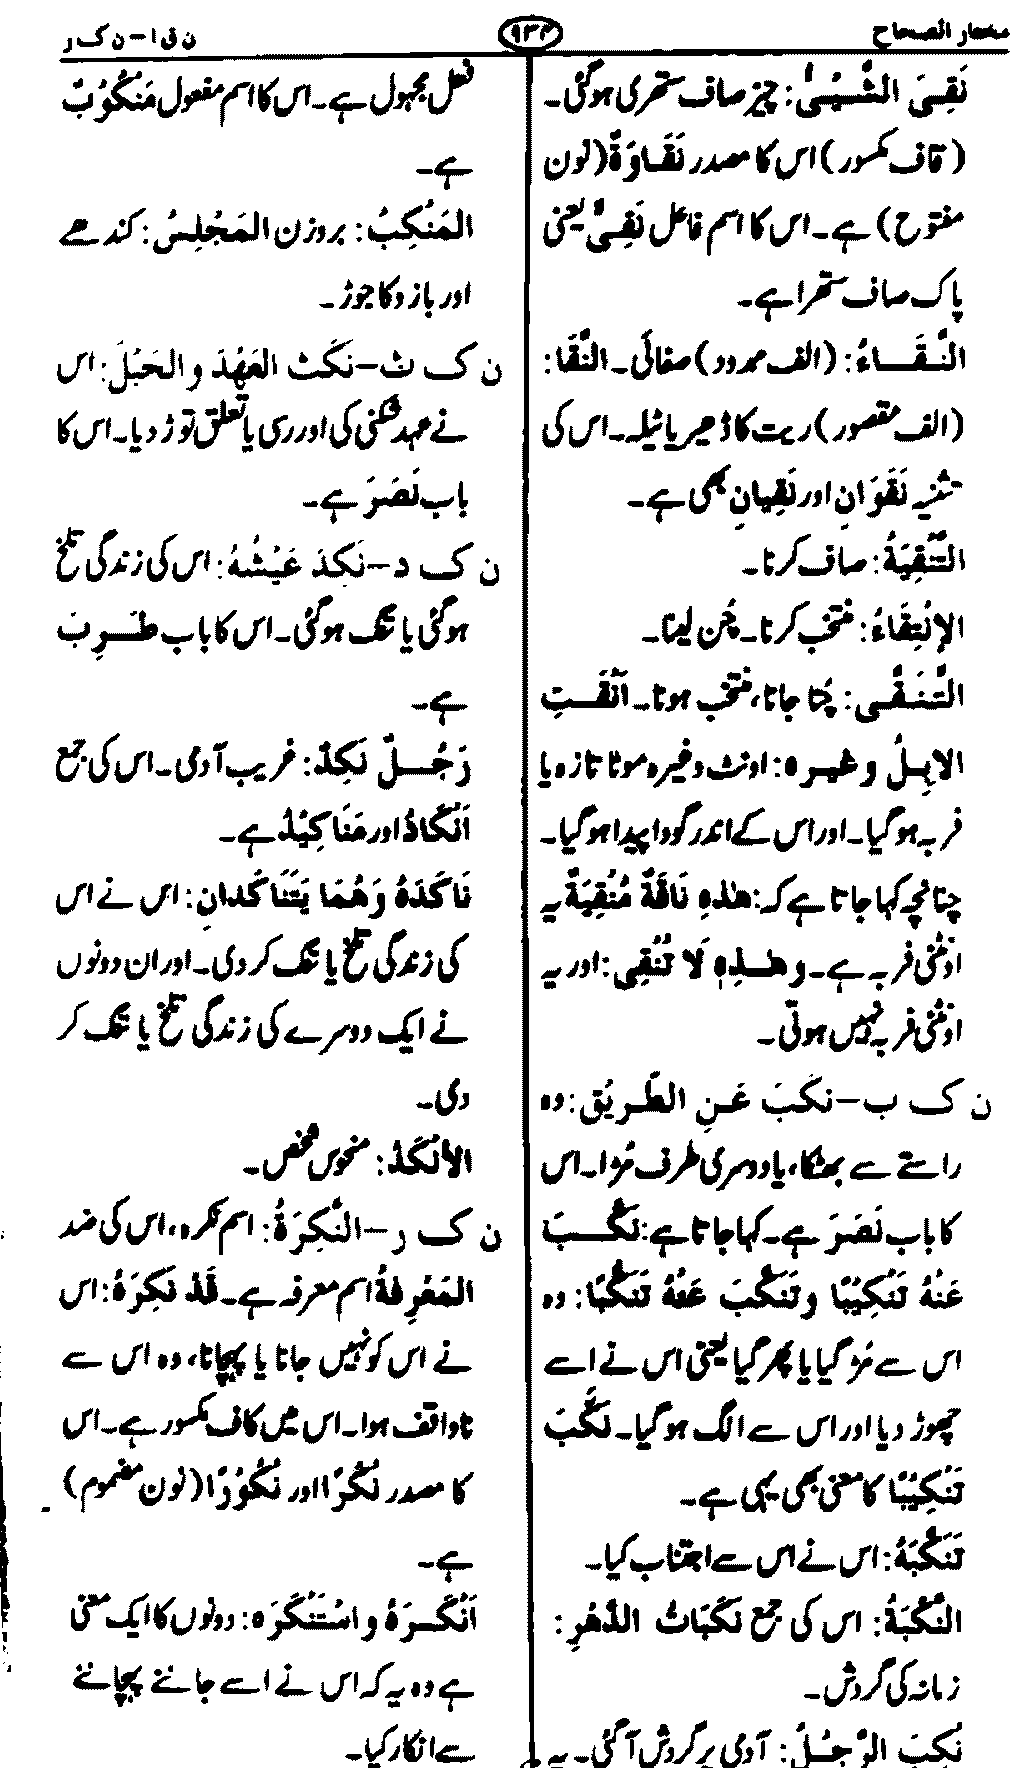 مختار الصحاح
۹۳۴
ن ق ا – ن ک ر
نَقِیَ الشَّیْئُ: چیز صاف ستھری ہوگئی۔
(قاف مکسور) اس کا مصدر نَقَاوَةٌ (نون
مفتوح) ہے۔ اس کا اسم فاعل نَقِیٌّ یعنی
پاک صاف ستھرا ہے۔
النَّقَاءُ: (الف ممدود) صفائی۔ النَّقَا:
(الف مقصور) ریت کا ڈھیر یا ٹیلہ۔ اس کی
تثنیہ نَقَوَانِ اور نَقِیانِ بھی ہے۔
التَّنْقِیَةُ: صاف کرنا۔
الإنْتِقَاءُ: منتخب کرنا۔ چُن لینا۔
التَّنَقَّی: چُنا جانا، منتخب ہونا۔ اَنْقَتِ
الابِلُ وغیرہ: اونٹ وغیرہ موٹا تازہ یا
فربہ ہوگیا۔ اور اس کے اندر گودا پیدا ہوگیا۔
چنانچہ کہا جاتا ہے کہ: هٰذِهِ نَاقَةٌ مُنْقِیَةٌ یہ
اونٹنی فربہ ہے۔ وهٰذِهِ لَا تُنْقِی: اور یہ
اونٹنی فربہ نہیں ہوتی۔
ن ک ب – نَکَبَ عَنِ الطَّرِیْقِ: وہ
راستے سے بھٹکا، یا دوسری طرف مُڑا۔ اس
کا باب نَصَرَ ہے۔ کہا جاتا ہے: نَکَّبَ
عَنْهُ تَنْکِیْبًا وتَنَکَّبَ عَنْهُ تَنَکُّبًا: وہ
اس سے مُڑ گیا یا پھر گیا یعنی اس نے اسے
چھوڑ دیا اور اس سے الگ ہوگیا۔ نَکَّبَ
تَنْکِیْبًا کا معنی بھی یہی ہے۔
تَنَکَّبَهُ: اس نے اس سے اجتناب کیا۔
النَّکْبَةُ: اس کی جمع نَکَبَاتُ الدَّهْرِ:
زمانہ کی گردش۔
نُکِبَ الرَّجُلُ: آدمی پر گردش آگئی۔ یہ
فعل مجہول ہے۔ اس کا اسم مفعول مَنْکُوْبٌ
ہے۔
المَنْکِبُ: بروزن المَجْلِسُ: کندھے
اور بازو کا جوڑ۔
ن ک ث – نَکَث العَهْدَ والحَبْلَ: اس
نے عہد شکنی کی اور رسی یا تعلق توڑ دیا۔ اس کا
باب نَصَرَ ہے۔
ن ک د – نَکِدَ عَیْشُهُ: اس کی زندگی تلخ
ہوگئی یا تنگ ہوگئی۔ اس کا باب طَرِبَ
ہے۔
رَجُلٌ نَکِدٌ: غریب آدمی۔ اس کی جمع
اَنْکَادٌ اور مَنَاکِیْدُ ہے۔
نَاکَدَهُ وَهُمَا یَتَنَاکَدانِ: اس نے اس
کی زندگی تلخ یا تنگ کر دی۔ اور ان دونوں
نے ایک دوسرے کی زندگی تلخ یا تنگ کر
دی۔
الأنْکَدُ: منحوس شخص۔
ن ک ر – النَّکِرَةُ: اسم نکرہ، اس کی ضد
المَعْرِفَةُ اسم معرفہ ہے۔ قَدْ نَکِرَهُ: اس
نے اس کو نہیں جانا یا پہچانا، وہ اس سے
ناواقف ہوا۔ اس میں کاف مکسور ہے۔ اس
کا مصدر نُکْرًا اور نُکُوْرًا (نون مضموم)
ہے۔
اَنْکَرَهُ واسْتَنْکَرَه: دونوں کا ایک معنی
ہے وہ یہ کہ اس نے اسے جاننے پہچاننے
سے انکار کیا۔